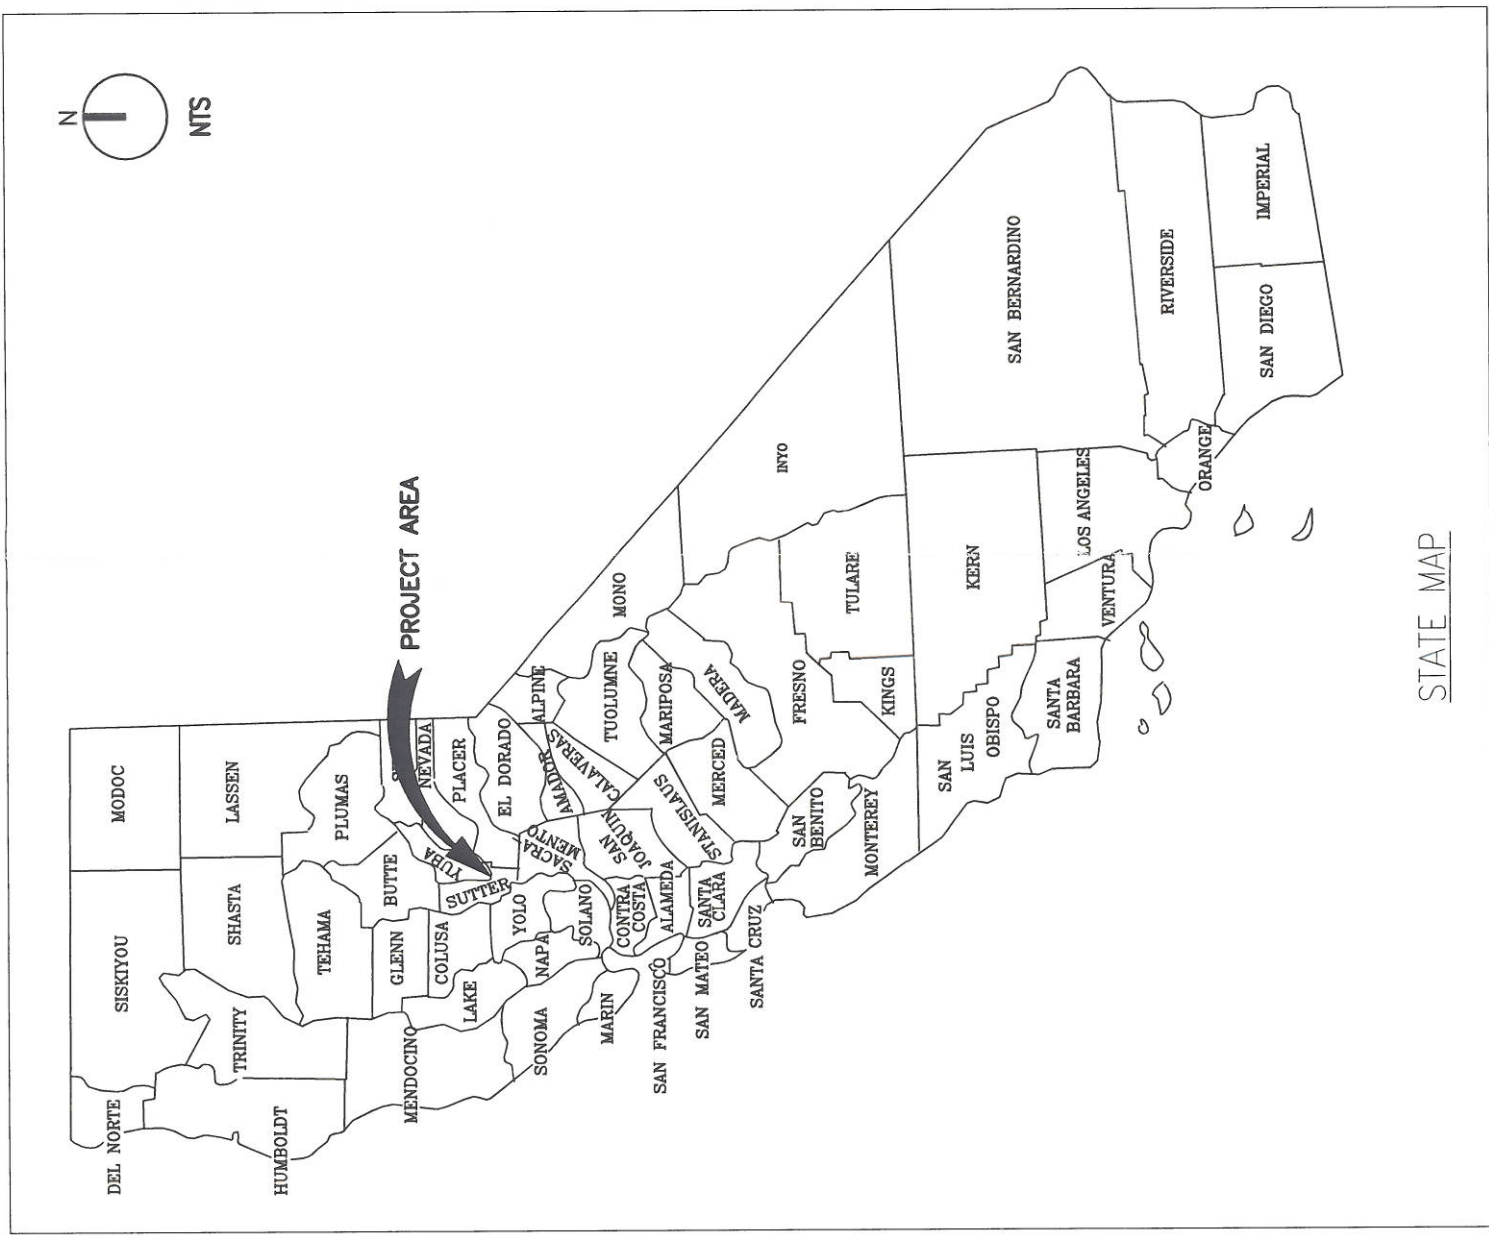 N
NTS
PROJECT AREA
DEL NORTE
SISKIYOU
MODOC
HUMBOLDT
TRINITY
SHASTA
LASSEN
TEHAMA
PLUMAS
MENDOCINO
GLENN
BUTTE
NEVADA
COLUSA
YUBA
SUTTER
LAKE
PLACER
SONOMA
NAPA
YOLO
EL DORADO
SACRA
MENTO
AMADOR
ALPINE
MARIN
SOLANO
CALAVERAS
SAN FRANCISCO
CONTRA
COSTA
SAN
JOAQUIN
TUOLUMNE
MONO
ALAMEDA
STANISLAUS
MARIPOSA
SAN MATEO
SANTA
CLARA
MERCED
MADERA
SANTA CRUZ
SAN
BENITO
FRESNO
INYO
MONTEREY
KINGS
TULARE
SAN
LUIS
OBISPO
KERN
SAN BERNARDINO
SANTA
BARBARA
VENTURA
LOS ANGELES
ORANGE
RIVERSIDE
SAN DIEGO
IMPERIAL
STATE MAP